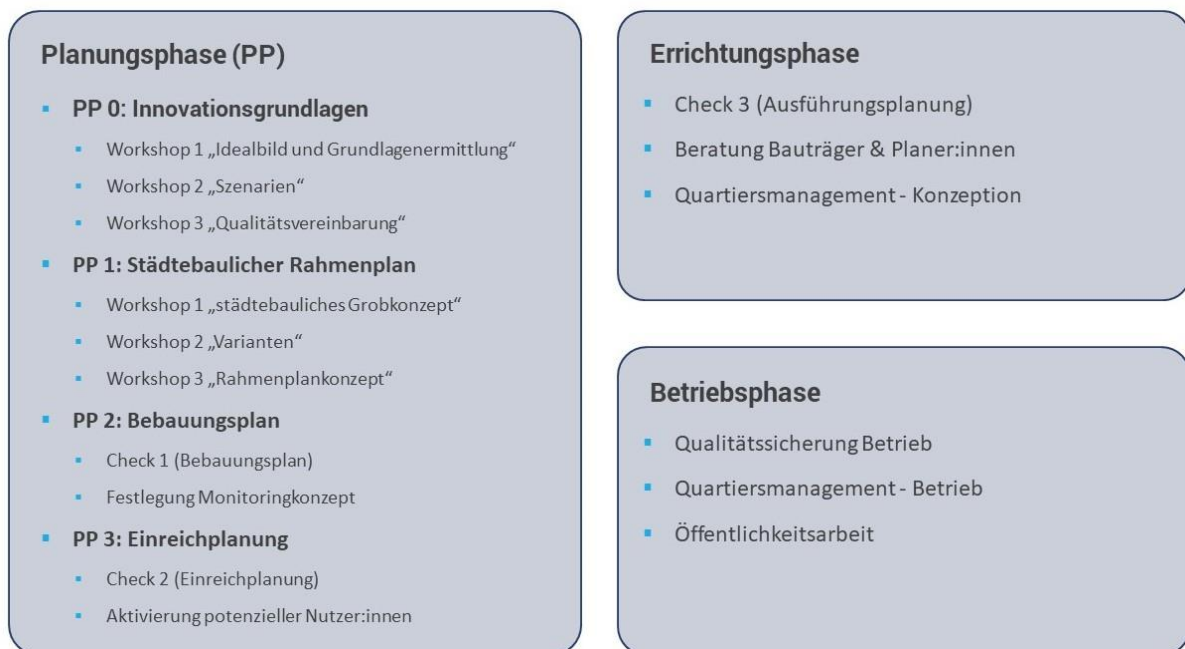 Planungsphase (PP)
PP 0: Innovationsgrundlagen
Workshop 1 „Idealbild und Grundlagenermittlung“
Workshop 2 „Szenarien“
Workshop 3 „Qualitätsvereinbarung“
PP 1: Städtebaulicher Rahmenplan
Workshop 1 „städtebauliches Grobkonzept“
Workshop 2 „Varianten“
Workshop 3 „Rahmenplankonzept“
PP 2: Bebauungsplan
Check 1 (Bebauungsplan)
Festlegung Monitoringkonzept
PP 3: Einreichplanung
Check 2 (Einreichplanung)
Aktivierung potenzieller Nutzer:innen
Errichtungsphase
Check 3 (Ausführungsplanung)
Beratung Bauträger & Planer:innen
Quartiersmanagement - Konzeption
Betriebsphase
Qualitätssicherung Betrieb
Quartiersmanagement - Betrieb
Öffentlichkeitsarbeit